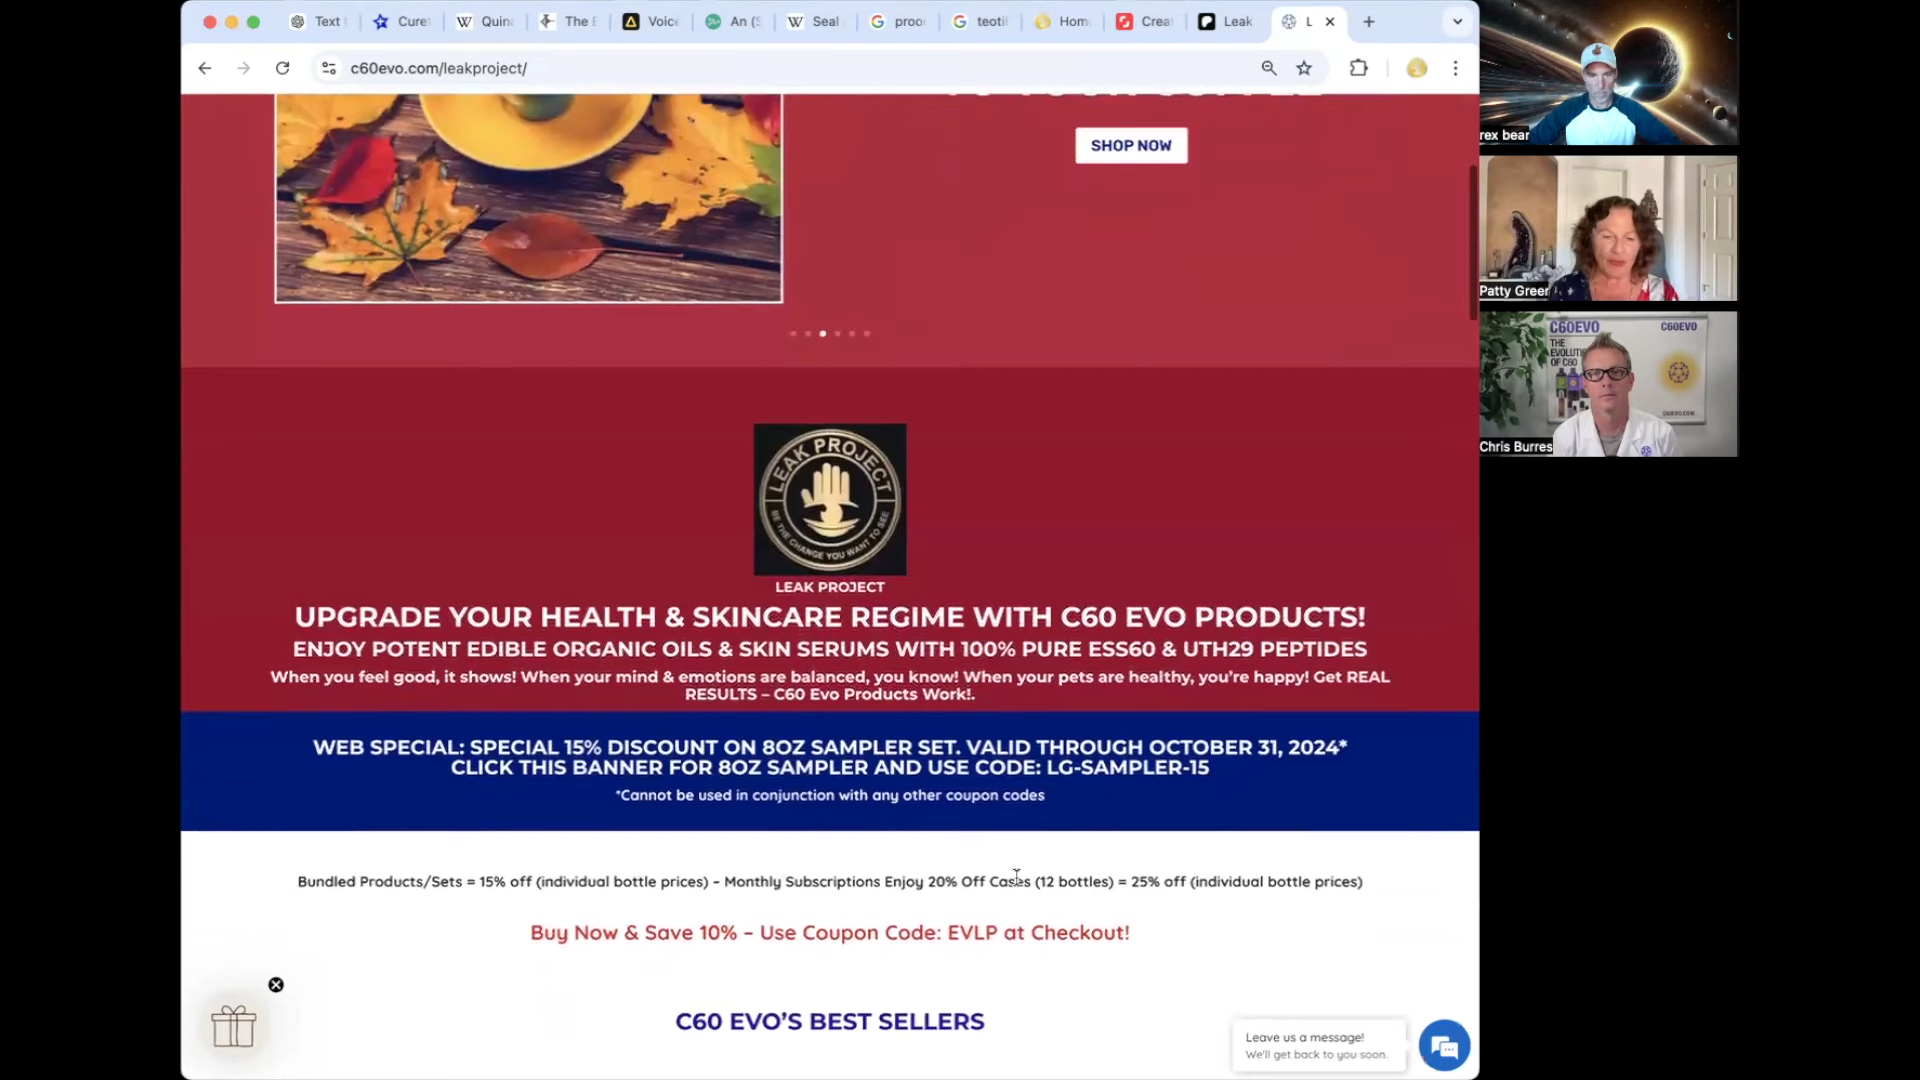 Text
Curet
Quin
The E
Voice
An (S
Seal
proo
teotil
Hom
Crea
Leak
L
c60evo.com/leakproject/
SHOP NOW
LEAK PROJECT
BE THE CHANGE YOU WANT TO SEE
LEAK PROJECT
UPGRADE YOUR HEALTH & SKINCARE REGIME WITH C60 EVO PRODUCTS!
ENJOY POTENT EDIBLE ORGANIC OILS & SKIN SERUMS WITH 100% PURE ESS60 & UTH29 PEPTIDES
When you feel good, it shows! When your mind & emotions are balanced, you know! When your pets are healthy, you're happy! Get REAL
RESULTS – C60 Evo Products Work!.
WEB SPECIAL: SPECIAL 15% DISCOUNT ON 8OZ SAMPLER SET. VALID THROUGH OCTOBER 31, 2024*
CLICK THIS BANNER FOR 8OZ SAMPLER AND USE CODE: LG-SAMPLER-15
*Cannot be used in conjunction with any other coupon codes
Bundled Products/Sets = 15% off (individual bottle prices) – Monthly Subscriptions Enjoy 20% Off Cases (12 bottles) = 25% off (individual bottle prices)
Buy Now & Save 10% – Use Coupon Code: EVLP at Checkout!
C60 EVO'S BEST SELLERS
Leave us a message!
We'll get back to you soon.
rex bear
Patty Greer
C60EVO
C60EVO
THE
EVOLUTI
OF C60
C60EVO.COM
Chris Burres